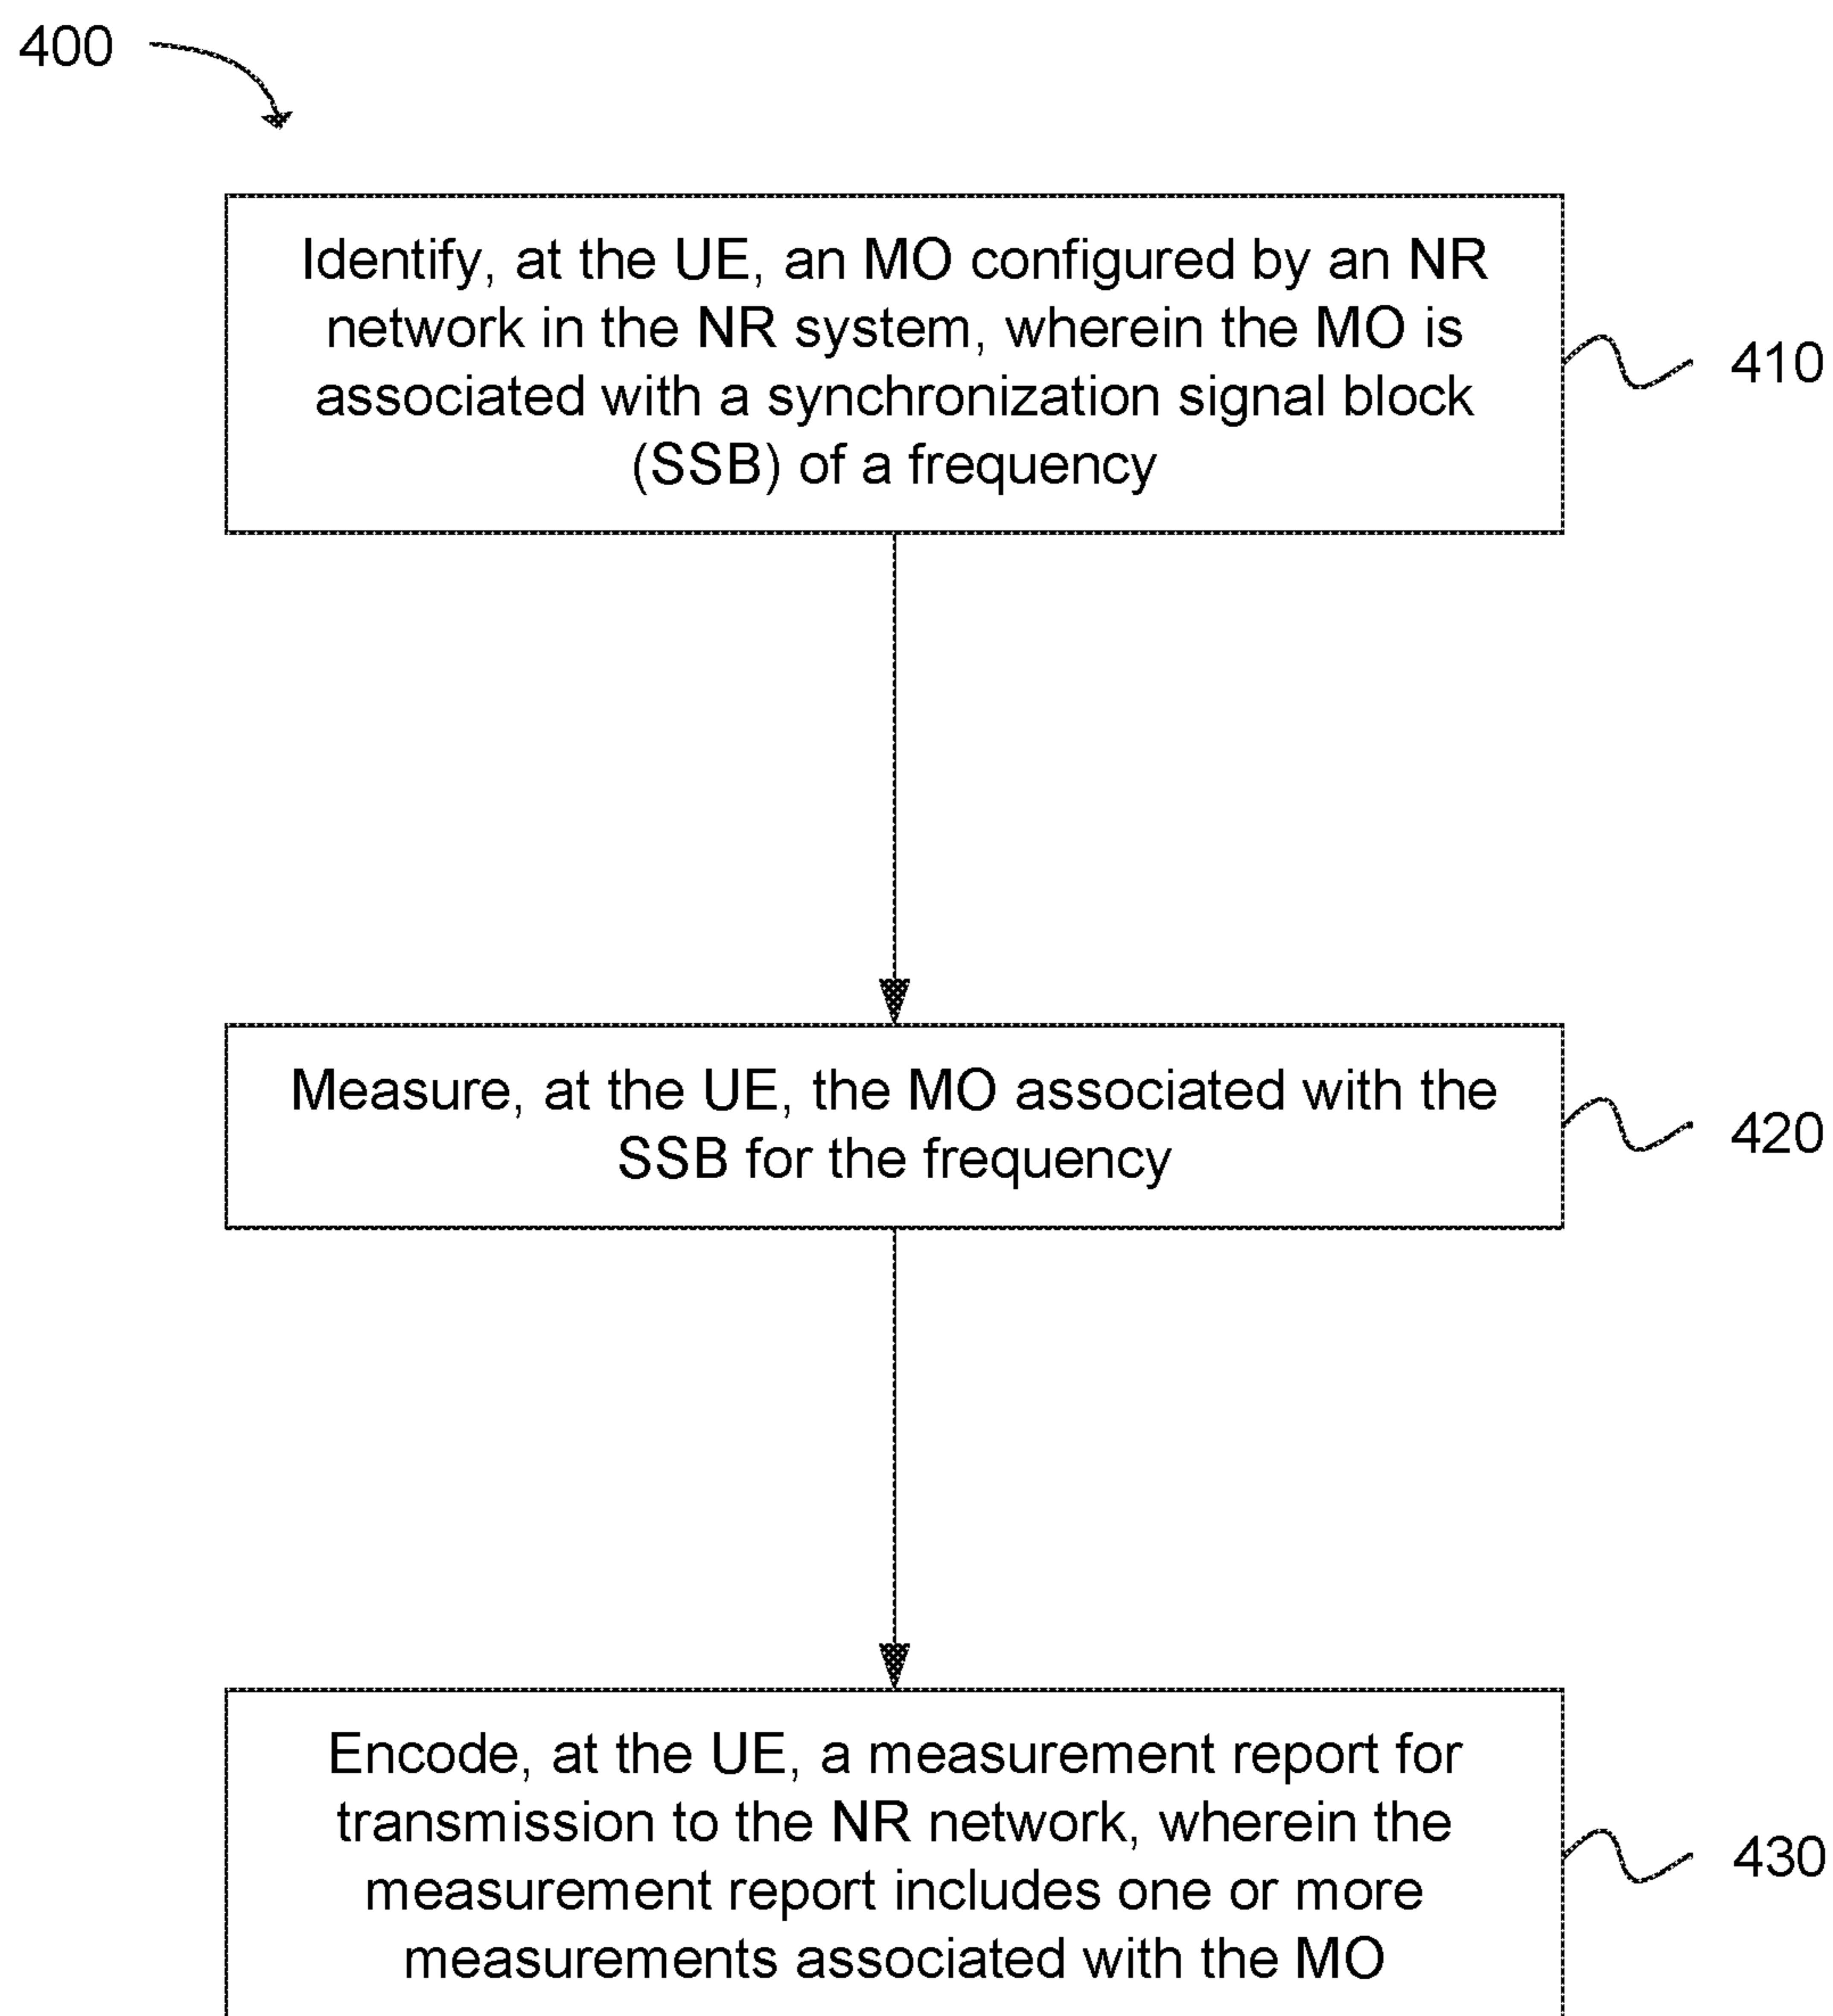 400
Identify, at the UE, an MO configured by an NR
network in the NR system, wherein the MO is
associated with a synchronization signal block
(SSB) of a frequency
410
Measure, at the UE, the MO associated with the
SSB for the frequency
420
Encode, at the UE, a measurement report for
transmission to the NR network, wherein the
measurement report includes one or more
measurements associated with the MO
430